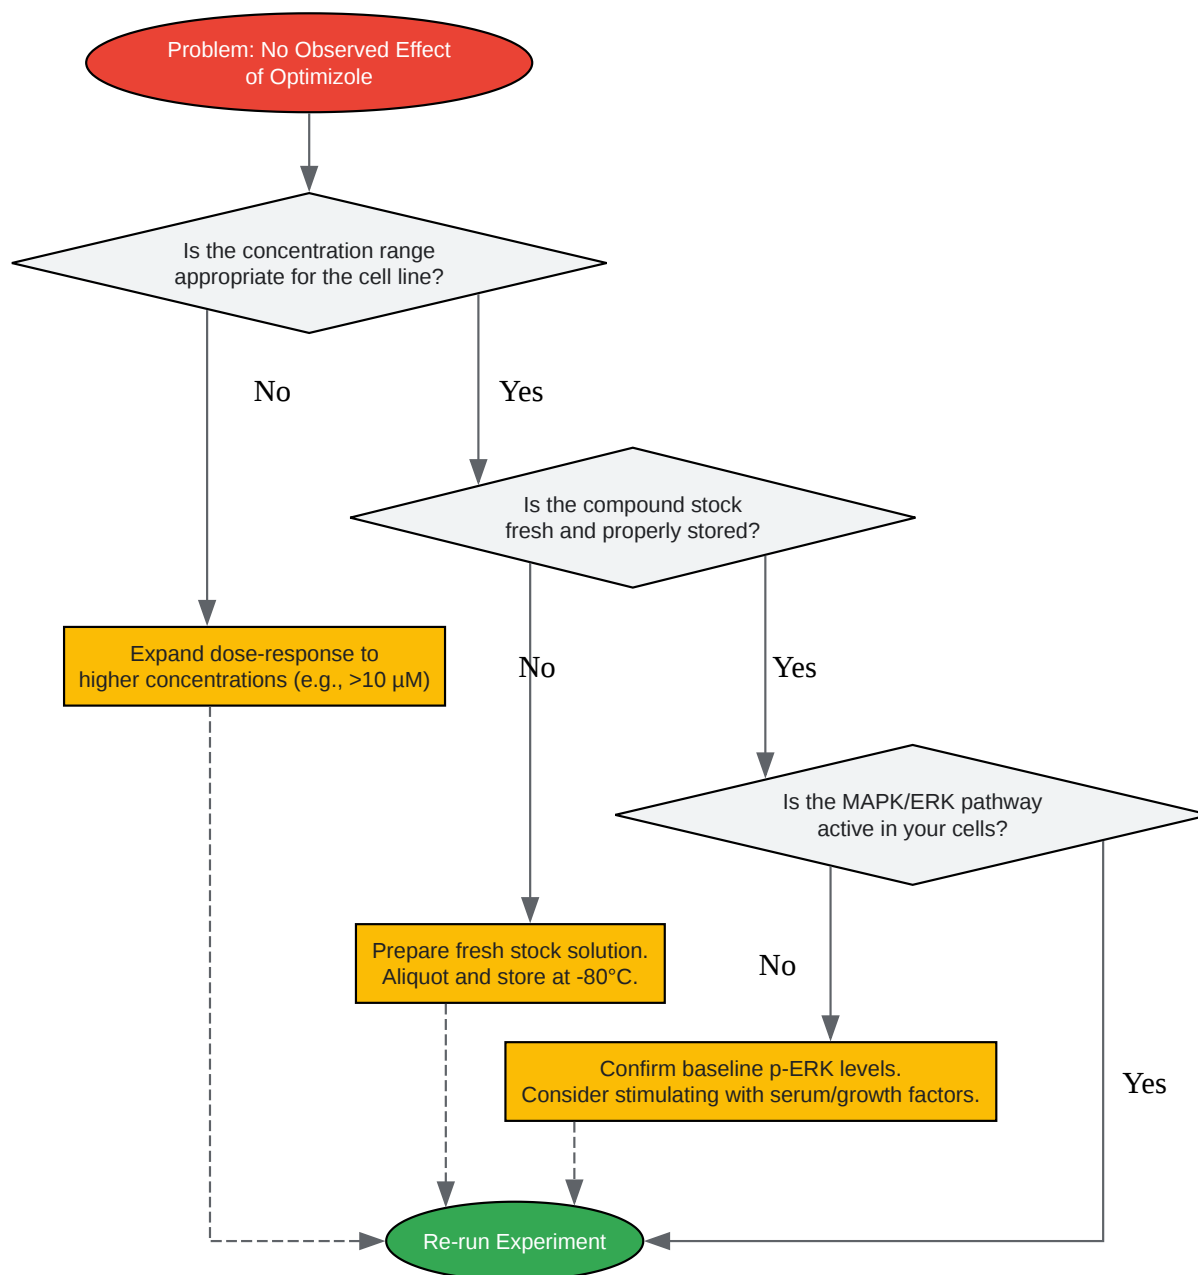 Problem: No Observed Effect
of Optimizole
Is the concentration range
appropriate for the cell line?
No
Yes
Is the compound stock
fresh and properly stored?
Expand dose-response to
higher concentrations (e.g., >10 µM)
No
Yes
Is the MAPK/ERK pathway
active in your cells?
Prepare fresh stock solution.
Aliquot and store at -80°C.
No
Confirm baseline p-ERK levels.
Consider stimulating with serum/growth factors.
Yes
Re-run Experiment